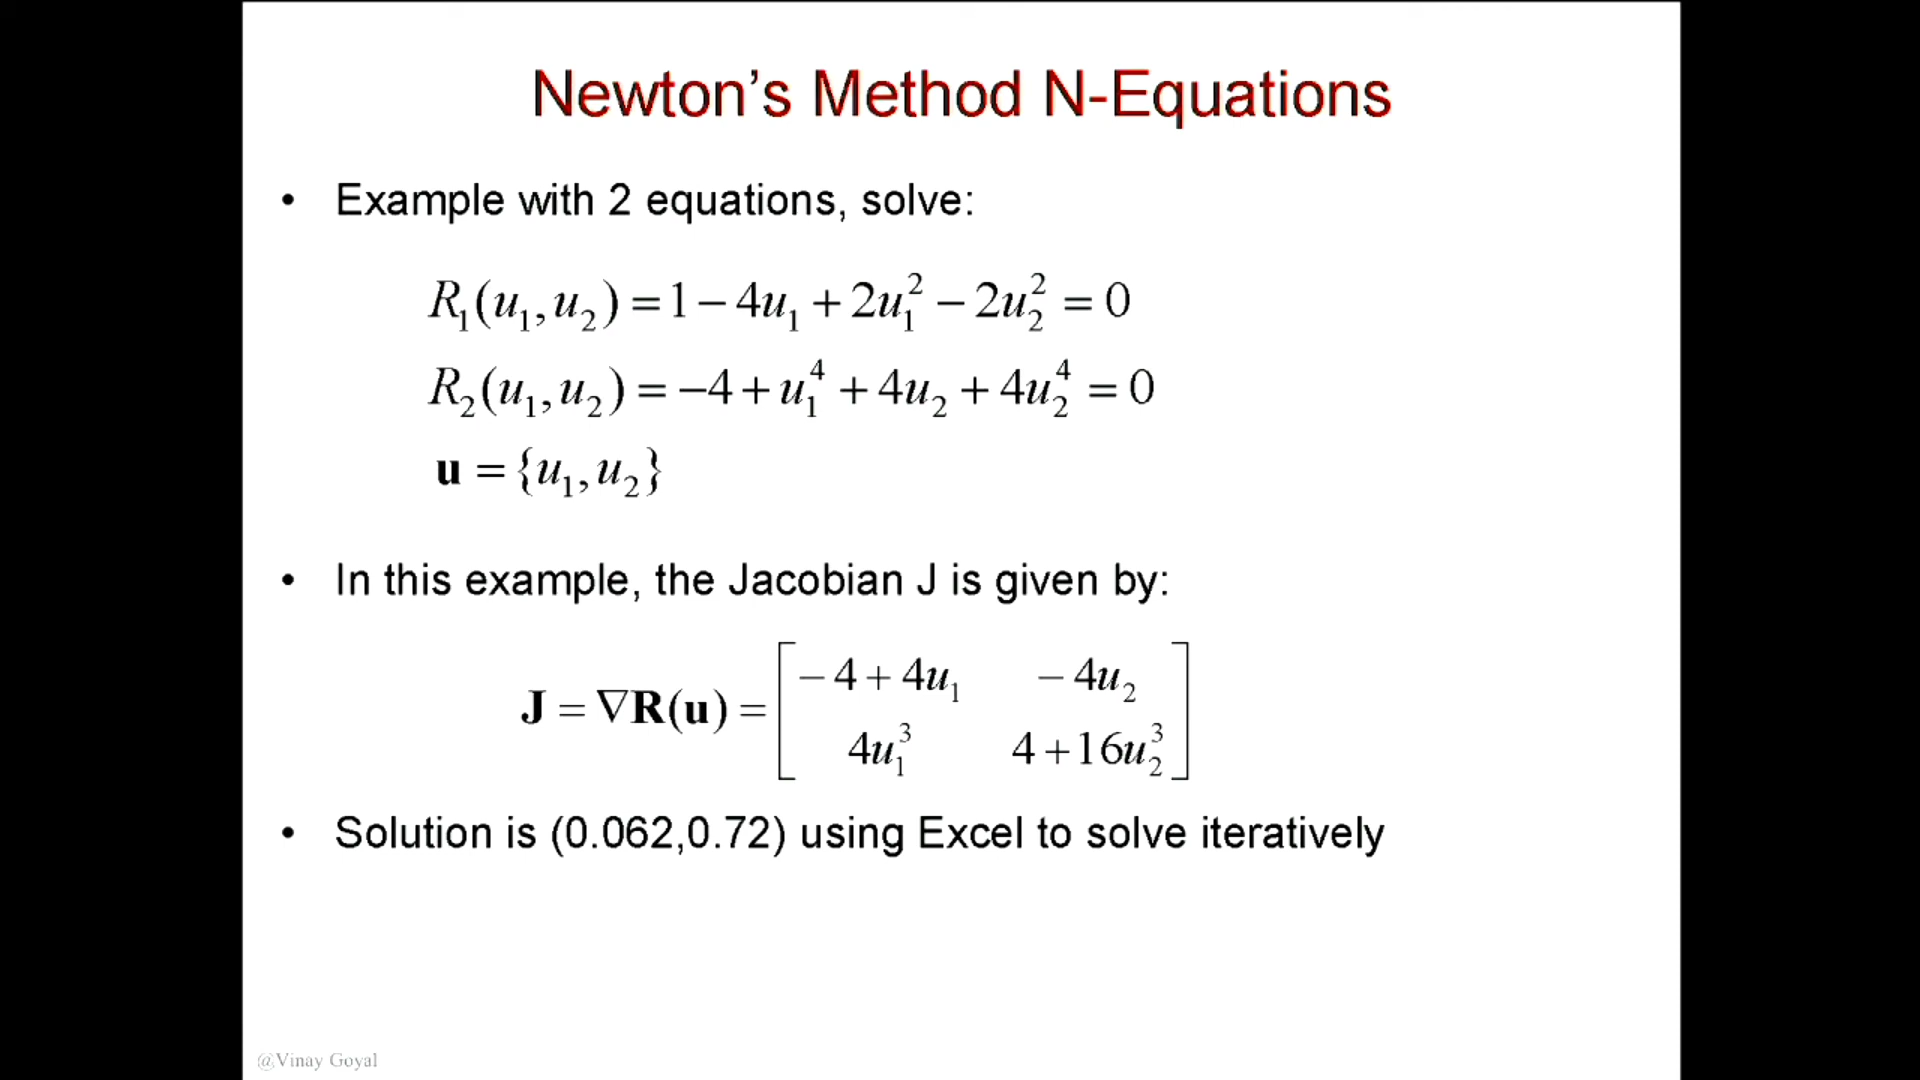 Newton's Method N-Equations
• Example with 2 equations, solve:
R₁(u₁,u₂) = 1 − 4u₁ + 2u₁² − 2u₂² = 0
R₂(u₁,u₂) = −4 + u₁⁴ + 4u₂ + 4u₂⁴ = 0
u = {u₁,u₂}
• In this example, the Jacobian J is given by:
J = ∇R(u) = [ −4 + 4u₁  −4u₂
4u₁³  4 + 16u₂³ ]
• Solution is (0.062,0.72) using Excel to solve iteratively
@Vinay Goyal